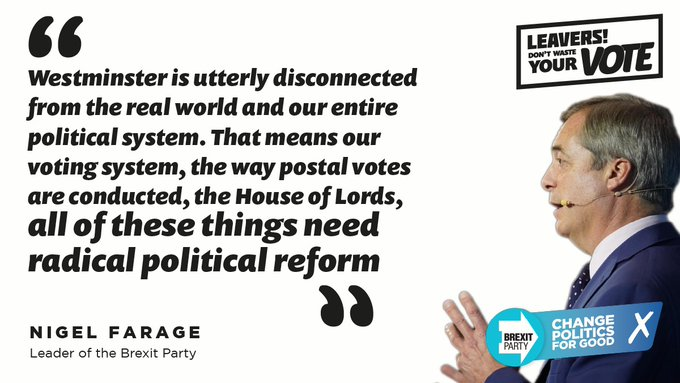 “
Westminster is utterly disconnected
from the real world and our entire
political system. That means our
voting system, the way postal votes
are conducted, the House of Lords,
all of these things need
radical political reform
”
NIGEL FARAGE
Leader of the Brexit Party
LEAVERS!
DON'T WASTE
YOUR VOTE
BREXIT
PARTY
CHANGE
POLITICS
FOR GOOD
X